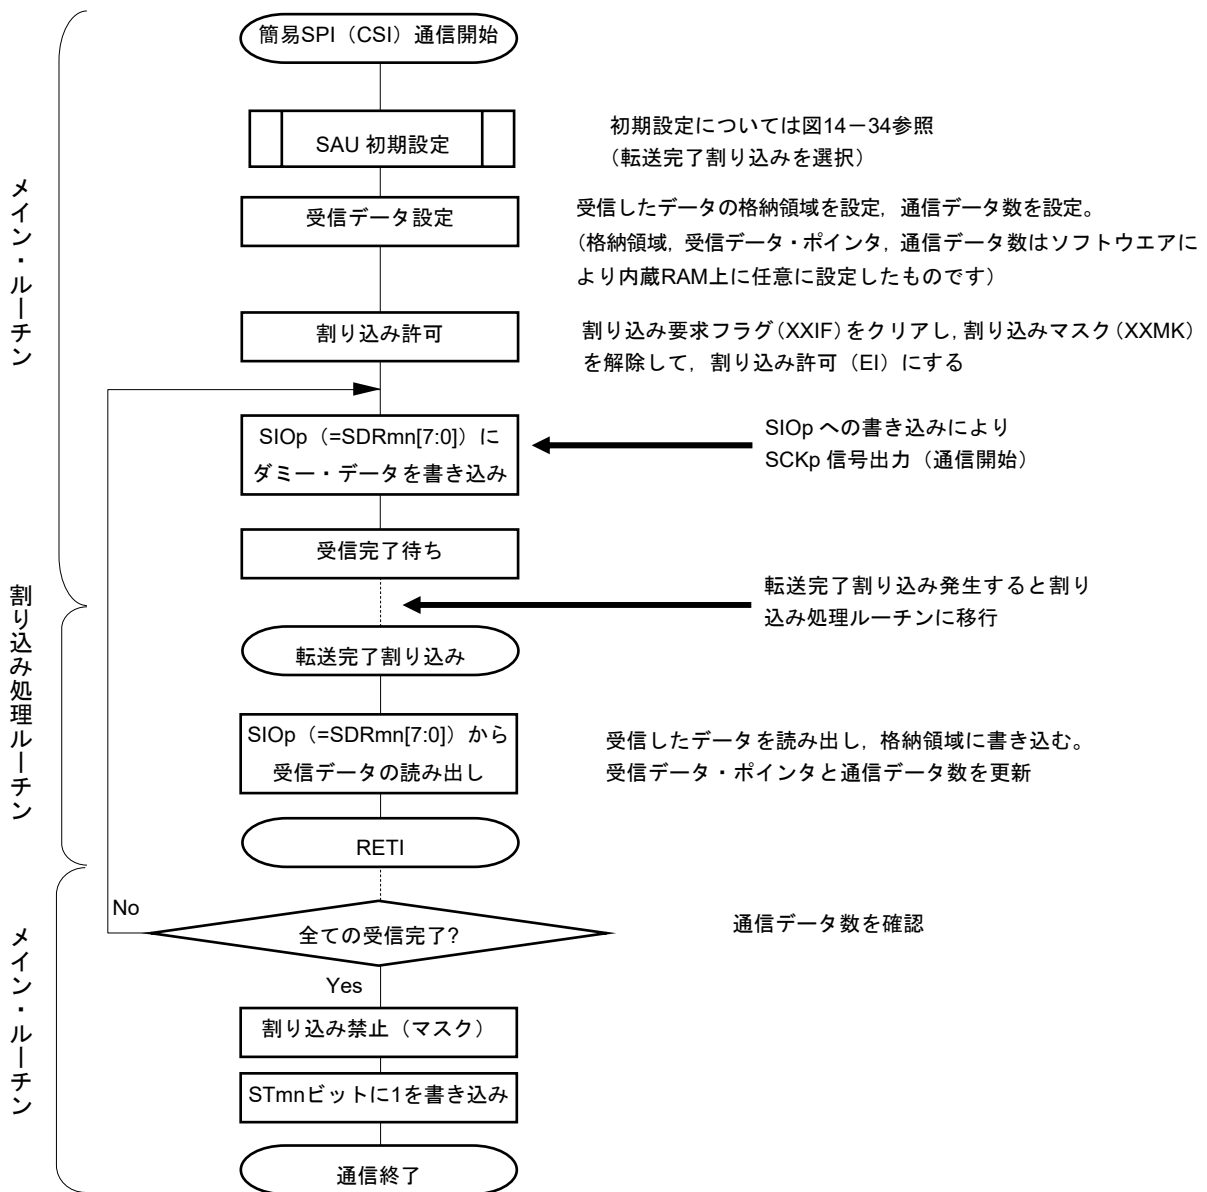 簡易SPI（CSI）通信開始
SAU 初期設定
初期設定については図14－34参照
（転送完了割り込みを選択）
受信データ設定
受信したデータの格納領域を設定，通信データ数を設定。
（格納領域，受信データ・ポインタ，通信データ数はソフトウエアに
より内蔵RAM上に任意に設定したものです）
メイン・ルーチン
割り込み許可
割り込み要求フラグ（XXIF）をクリアし，割り込みマスク（XXMK）
を解除して，割り込み許可（EI）にする
SIOp（=SDRmn[7:0]）に
ダミー・データを書き込み
SIOp への書き込みにより
SCKp 信号出力（通信開始）
受信完了待ち
転送完了割り込み発生すると割り
込み処理ルーチンに移行
割り込み処理ルーチン
転送完了割り込み
SIOp（=SDRmn[7:0]）から
受信データの読み出し
受信したデータを読み出し，格納領域に書き込む。
受信データ・ポインタと通信データ数を更新
RETI
No
全ての受信完了?
通信データ数を確認
Yes
メイン・ルーチン
割り込み禁止（マスク）
STmnビットに1を書き込み
通信終了